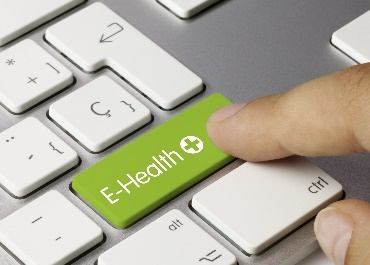 *
+
Ç
}
¨
{
E-Health
-
_
alt
ctrl